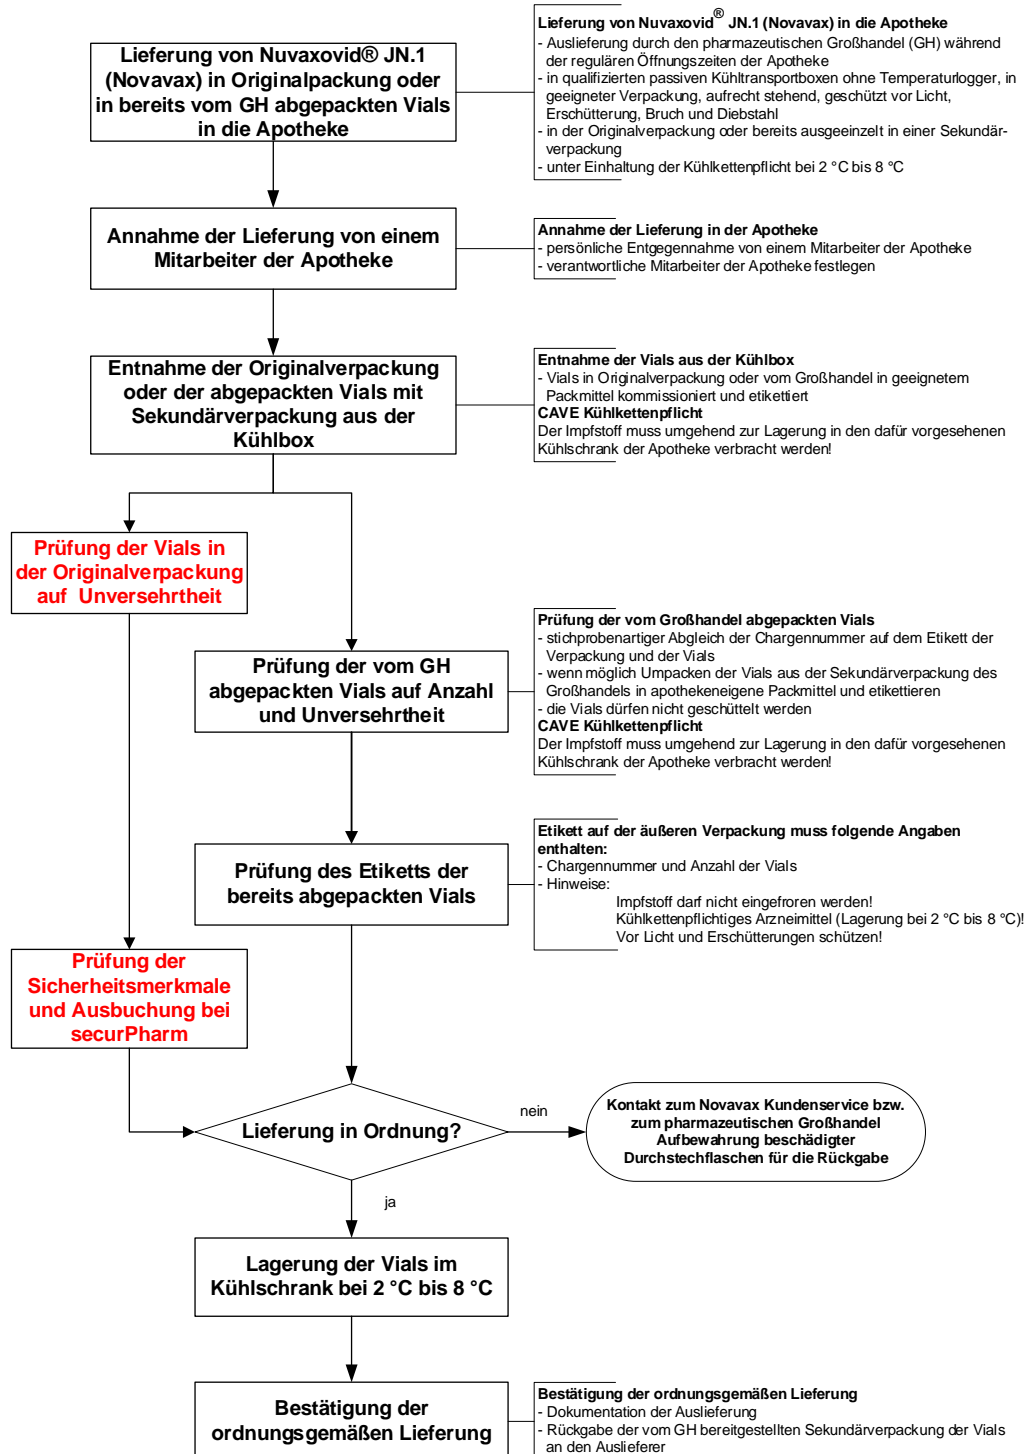 Lieferung von Nuvaxovid® JN.1
(Novavax) in Originalpackung oder
in bereits vom GH abgepackten Vials
in die Apotheke
Lieferung von Nuvaxovid® JN.1 (Novavax) in die Apotheke
- Auslieferung durch den pharmazeutischen Großhandel (GH) während
der regulären Öffnungszeiten der Apotheke
- in qualifizierten passiven Kühltransportboxen ohne Temperaturlogger, in
geeigneter Verpackung, aufrecht stehend, geschützt vor Licht,
Erschütterung, Bruch und Diebstahl
- in der Originalverpackung oder bereits ausgeeinzelt in einer Sekundär-
verpackung
- unter Einhaltung der Kühlkettenpflicht bei 2 °C bis 8 °C
Annahme der Lieferung von einem
Mitarbeiter der Apotheke
Annahme der Lieferung in der Apotheke
- persönliche Entgegennahme von einem Mitarbeiter der Apotheke
- verantwortliche Mitarbeiter der Apotheke festlegen
Entnahme der Originalverpackung
oder der abgepackten Vials mit
Sekundärverpackung aus der
Kühlbox
Entnahme der Vials aus der Kühlbox
- Vials in Originalverpackung oder vom Großhandel in geeignetem
Packmittel kommissioniert und etikettiert
CAVE Kühlkettenpflicht
Der Impfstoff muss umgehend zur Lagerung in den dafür vorgesehenen
Kühlschrank der Apotheke verbracht werden!
Prüfung der Vials in
der Originalverpackung
auf Unversehrtheit
Prüfung der vom GH
abgepackten Vials auf Anzahl
und Unversehrtheit
Prüfung der vom Großhandel abgepackten Vials
- stichprobenartiger Abgleich der Chargennummer auf dem Etikett der
Verpackung und der Vials
- wenn möglich Umpacken der Vials aus der Sekundärverpackung des
Großhandels in apothekeneigene Packmittel und etikettieren
- die Vials dürfen nicht geschüttelt werden
CAVE Kühlkettenpflicht
Der Impfstoff muss umgehend zur Lagerung in den dafür vorgesehenen
Kühlschrank der Apotheke verbracht werden!
Prüfung des Etiketts der
bereits abgepackten Vials
Etikett auf der äußeren Verpackung muss folgende Angaben
enthalten:
- Chargennummer und Anzahl der Vials
- Hinweise:
Impfstoff darf nicht eingefroren werden!
Kühlkettenpflichtiges Arzneimittel (Lagerung bei 2 °C bis 8 °C)!
Vor Licht und Erschütterungen schützen!
Prüfung der
Sicherheitsmerkmale
und Ausbuchung bei
securPharm
Lieferung in Ordnung?
nein
Kontakt zum Novavax Kundenservice bzw.
zum pharmazeutischen Großhandel
Aufbewahrung beschädigter
Durchstechflaschen für die Rückgabe
ja
Lagerung der Vials im
Kühlschrank bei 2 °C bis 8 °C
Bestätigung der
ordnungsgemäßen Lieferung
Bestätigung der ordnungsgemäßen Lieferung
- Dokumentation der Auslieferung
- Rückgabe der vom GH bereitgestellten Sekundärverpackung der Vials
an den Auslieferer